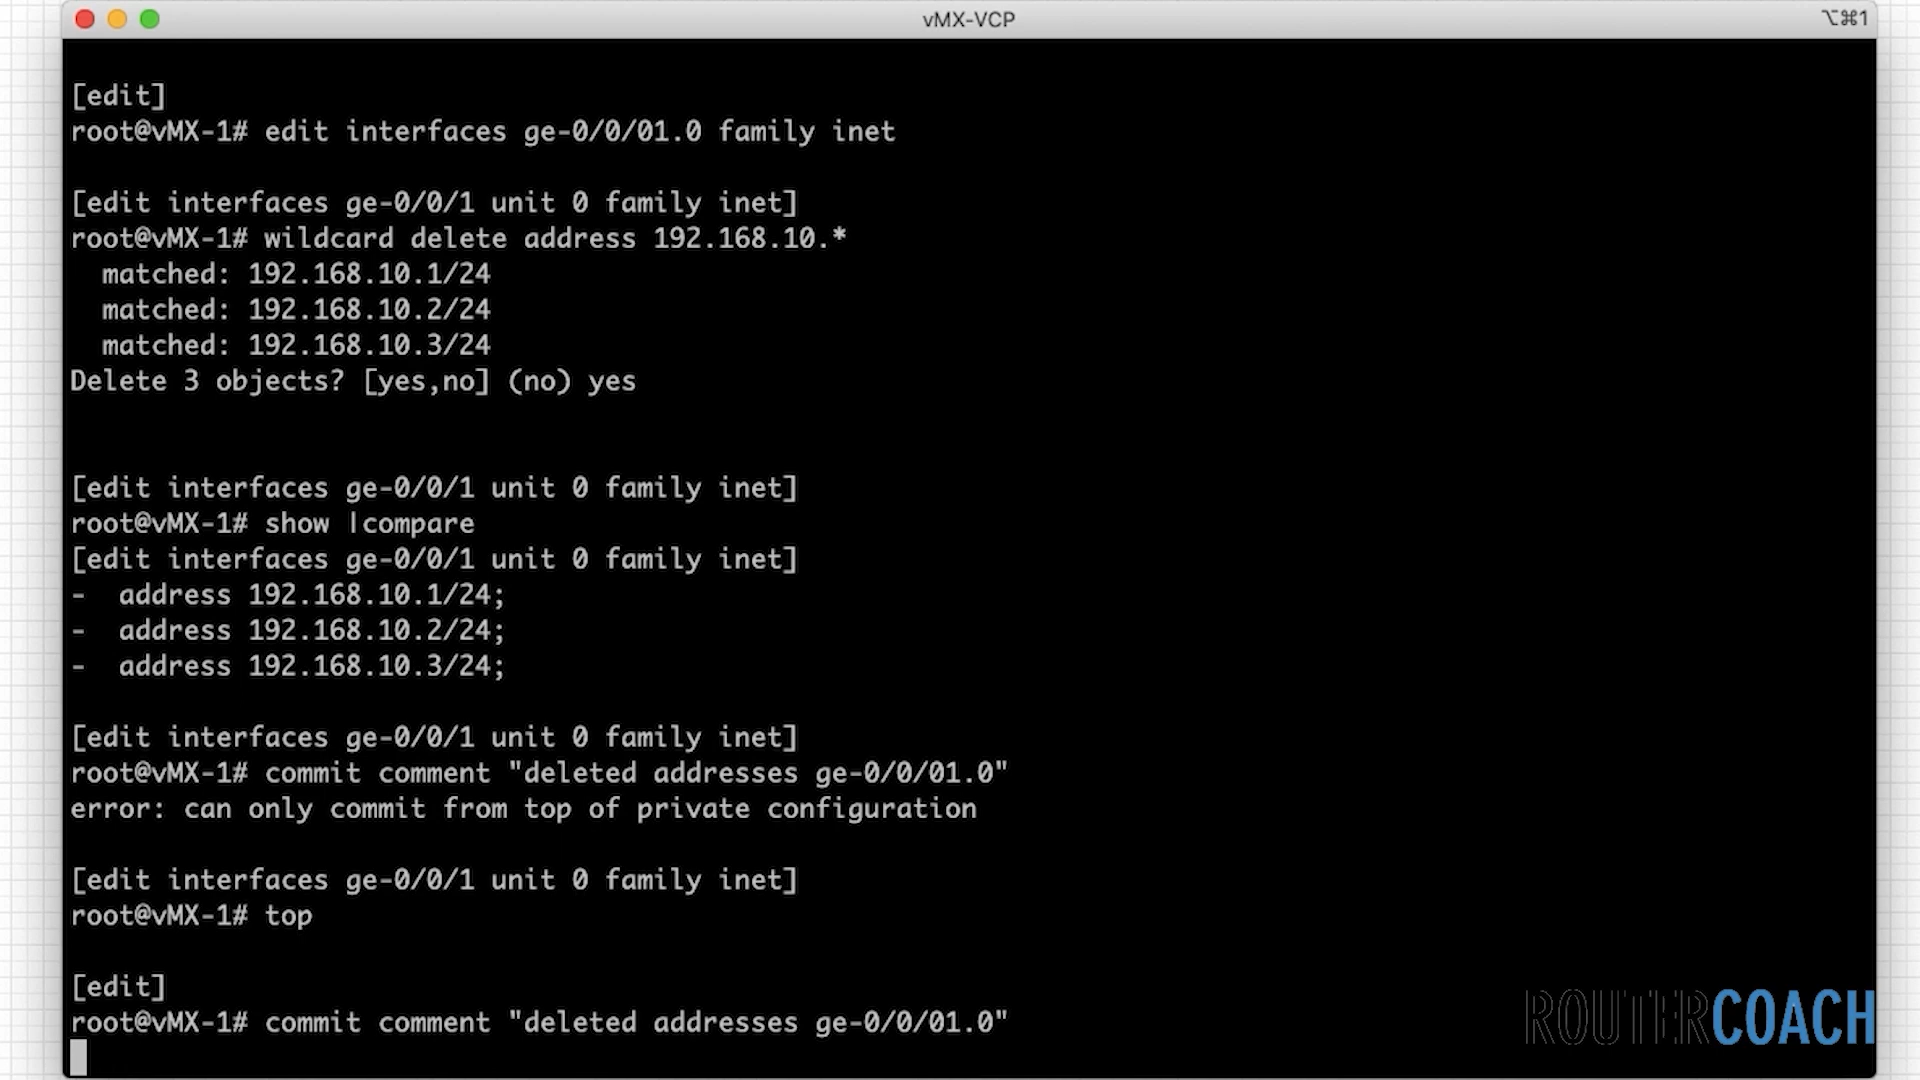 vMX-VCP
⌥⌘1
[edit]
root@vMX-1# edit interfaces ge-0/0/01.0 family inet
[edit interfaces ge-0/0/1 unit 0 family inet]
root@vMX-1# wildcard delete address 192.168.10.*
  matched: 192.168.10.1/24
  matched: 192.168.10.2/24
  matched: 192.168.10.3/24
Delete 3 objects? [yes,no] (no) yes
[edit interfaces ge-0/0/1 unit 0 family inet]
root@vMX-1# show |compare
[edit interfaces ge-0/0/1 unit 0 family inet]
-  address 192.168.10.1/24;
-  address 192.168.10.2/24;
-  address 192.168.10.3/24;
[edit interfaces ge-0/0/1 unit 0 family inet]
root@vMX-1# commit comment "deleted addresses ge-0/0/01.0"
error: can only commit from top of private configuration
[edit interfaces ge-0/0/1 unit 0 family inet]
root@vMX-1# top
[edit]
root@vMX-1# commit comment "deleted addresses ge-0/0/01.0"
ROUTERCOACH